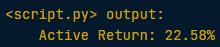 <script.py> output:
Active Return: 22.58%